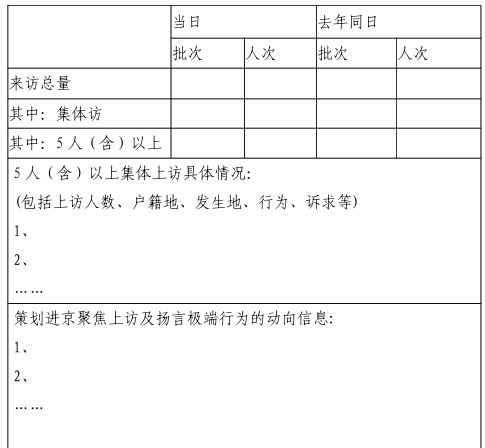 当日 去年同日
批次 人次 批次 人次
来访总量
其中：集体访
其中：5人（含）以上
5人（含）以上集体上访具体情况：
(包括上访人数、户籍地、发生地、行为、诉求等)
1、
2、
……
策划进京聚焦上访及扬言极端行为的动向信息：
1、
2、
……